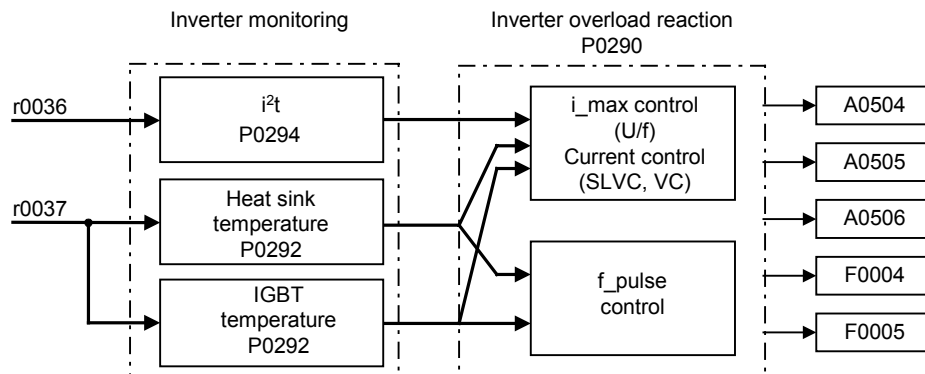 Inverter monitoring
Inverter overload reaction
P0290
r0036
i²t
P0294
i_max control
(U/f)
Current control
(SLVC, VC)
A0504
A0505
r0037
Heat sink
temperature
P0292
A0506
f_pulse
control
F0004
IGBT
temperature
P0292
F0005